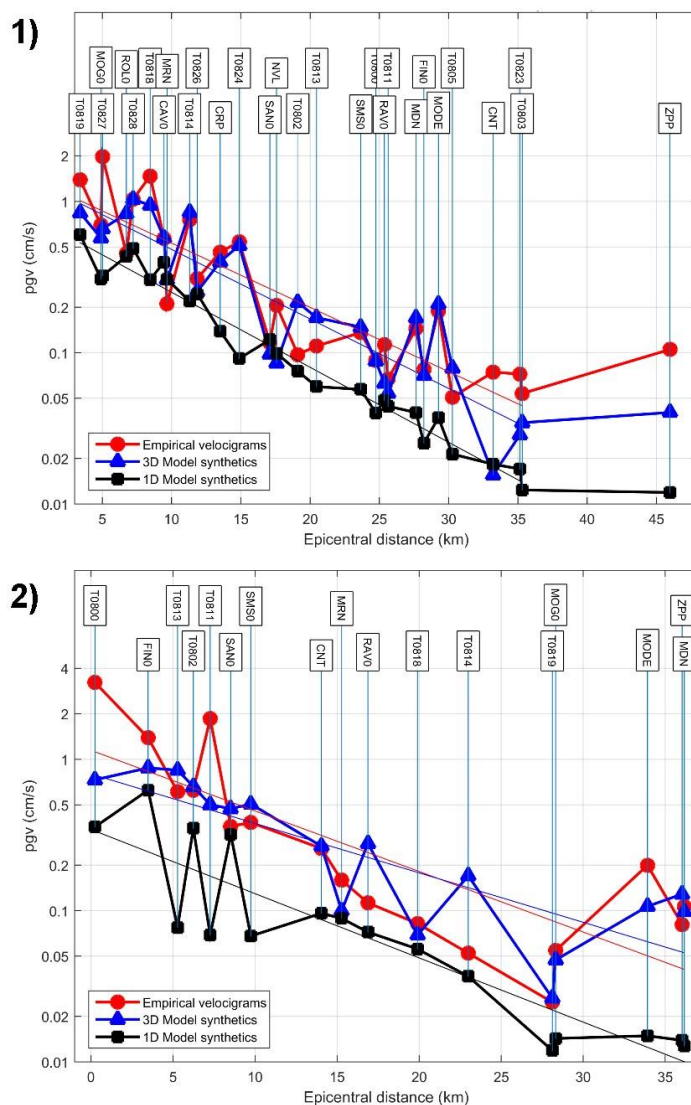 1)
MOG0
ROL0
T0818
MRN
T0826
T0824
NVL
T0813
T0811
FIN0
T0805
T0823
T0819
T0827
T0828
CAV0
T0814
CRP
SAN0
T0802
SMS0
RAV0
MDN
MODE
CNT
T0803
ZPP
2
1
0.5
0.2
0.1
0.05
0.02
0.01
pgv (cm/s)
Empirical velocigrams
3D Model synthetics
1D Model synthetics
5 10 15 20 25 30 35 40 45
Epicentral distance (km)
2)
T0800
T0813
T0811
SMS0
MRN
MOG0
ZPP
FIN0
T0802
SAN0
CNT
RAV0
T0818
T0814
T0819
MODE
MDN
4
2
1
0.5
0.2
0.1
0.05
0.02
0.01
pgv (cm/s)
Empirical velocigrams
3D Model synthetics
1D Model synthetics
0 5 10 15 20 25 30 35
Epicentral distance (km)